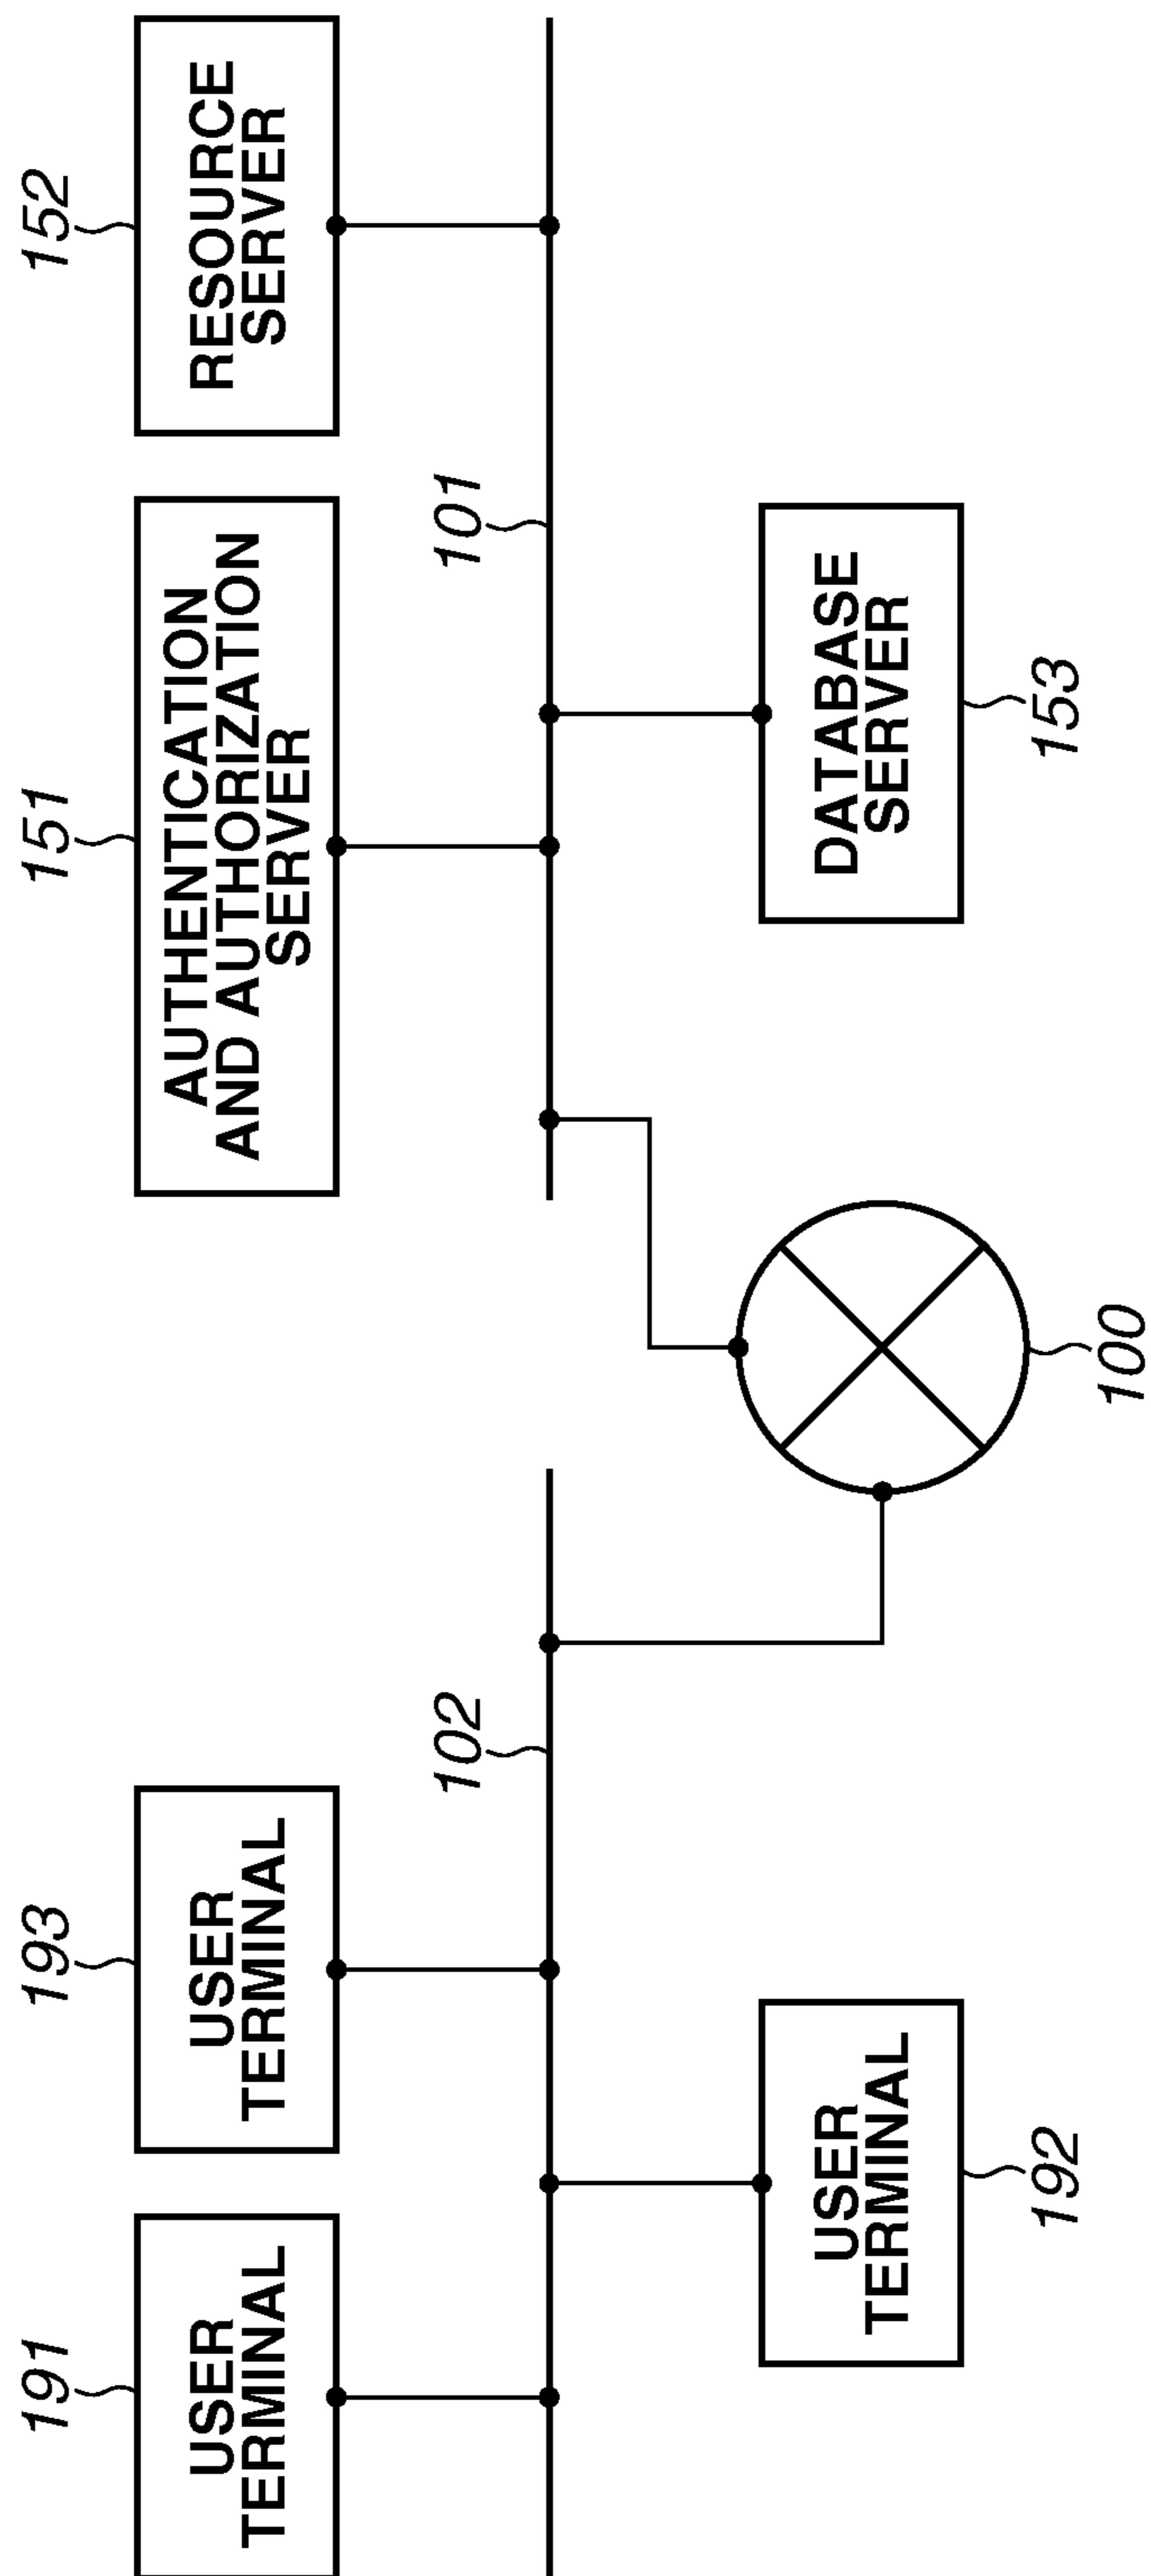 191
USER
TERMINAL
193
USER
TERMINAL
151
AUTHENTICATION
AND AUTHORIZATION
SERVER
152
RESOURCE
SERVER
102
101
USER
TERMINAL
192
100
DATABASE
SERVER
153